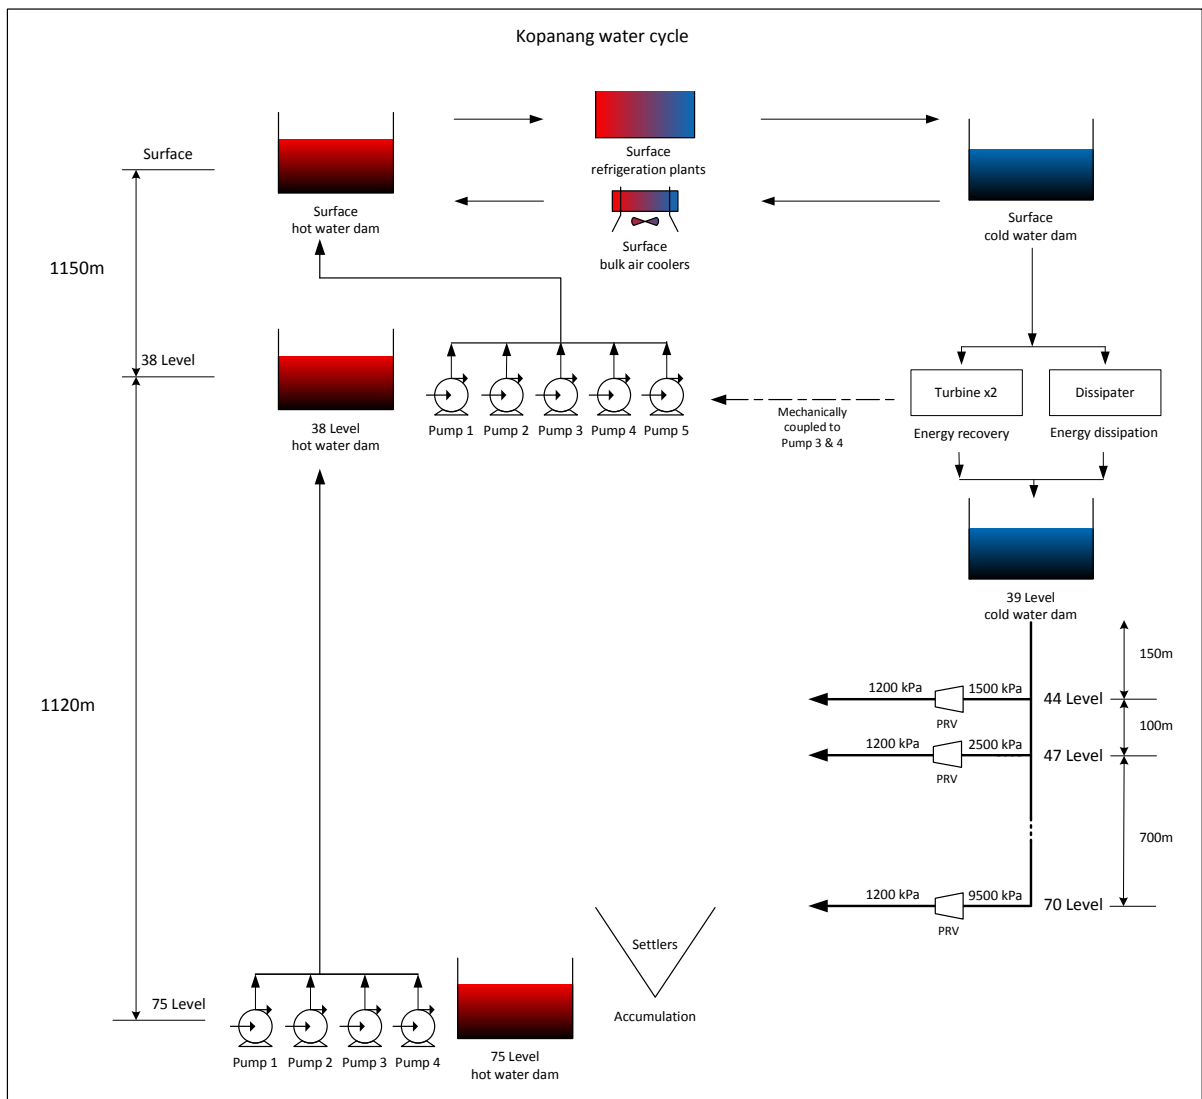 Kopanang water cycle
Surface
Surface
hot water dam
Surface
refrigeration plants
Surface
bulk air coolers
Surface
cold water dam
1150m
38 Level
38 Level
hot water dam
Pump 1
Pump 2
Pump 3
Pump 4
Pump 5
Mechanically
coupled to
Pump 3 & 4
Turbine x2
Dissipater
Energy recovery
Energy dissipation
39 Level
cold water dam
150m
1200 kPa
1500 kPa
44 Level
PRV
100m
1120m
1200 kPa
2500 kPa
47 Level
PRV
700m
1200 kPa
9500 kPa
70 Level
PRV
Settlers
Accumulation
75 Level
Pump 1
Pump 2
Pump 3
Pump 4
75 Level
hot water dam